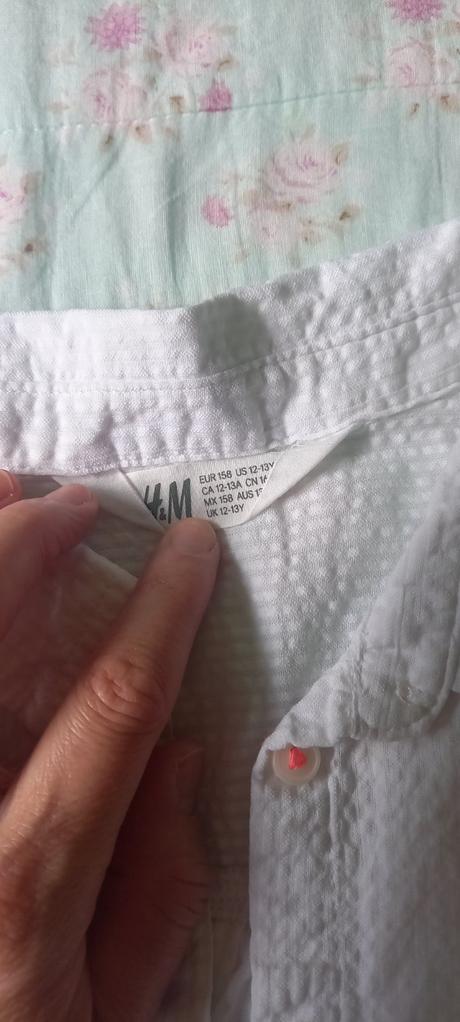 H&M
EUR 158 US 12-13Y
CA 12-13A CN
MX 158 AUS
UK 12-13Y